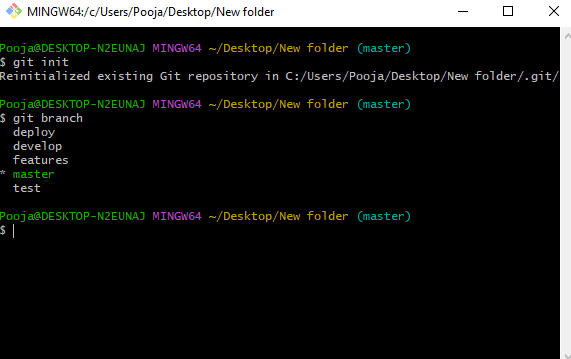 MINGW64:/c/Users/Pooja/Desktop/New folder
Pooja@DESKTOP-N2EUNAJ MINGW64 ~/Desktop/New folder (master)
$ git init
Reinitialized existing Git repository in C:/Users/Pooja/Desktop/New folder/.git/
Pooja@DESKTOP-N2EUNAJ MINGW64 ~/Desktop/New folder (master)
$ git branch
deploy
develop
features
* master
test
Pooja@DESKTOP-N2EUNAJ MINGW64 ~/Desktop/New folder (master)
$